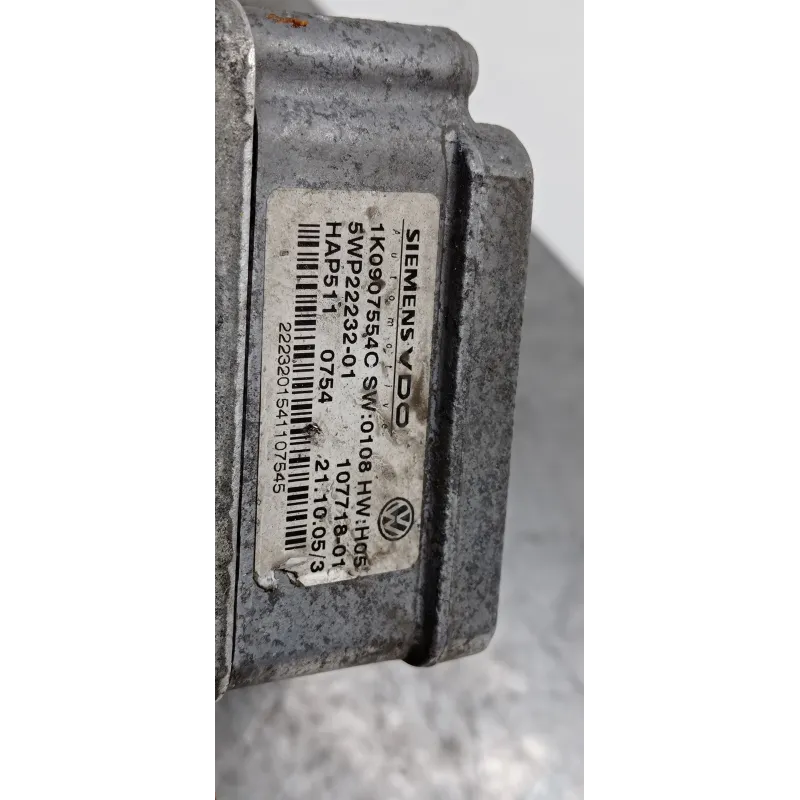 SIEMENS VDO
Automotive
1K0907554C SW:0108 HW:H05
5WP22232-01 107718-01
HAP511 0754 21.10.05/3
2223201541107545